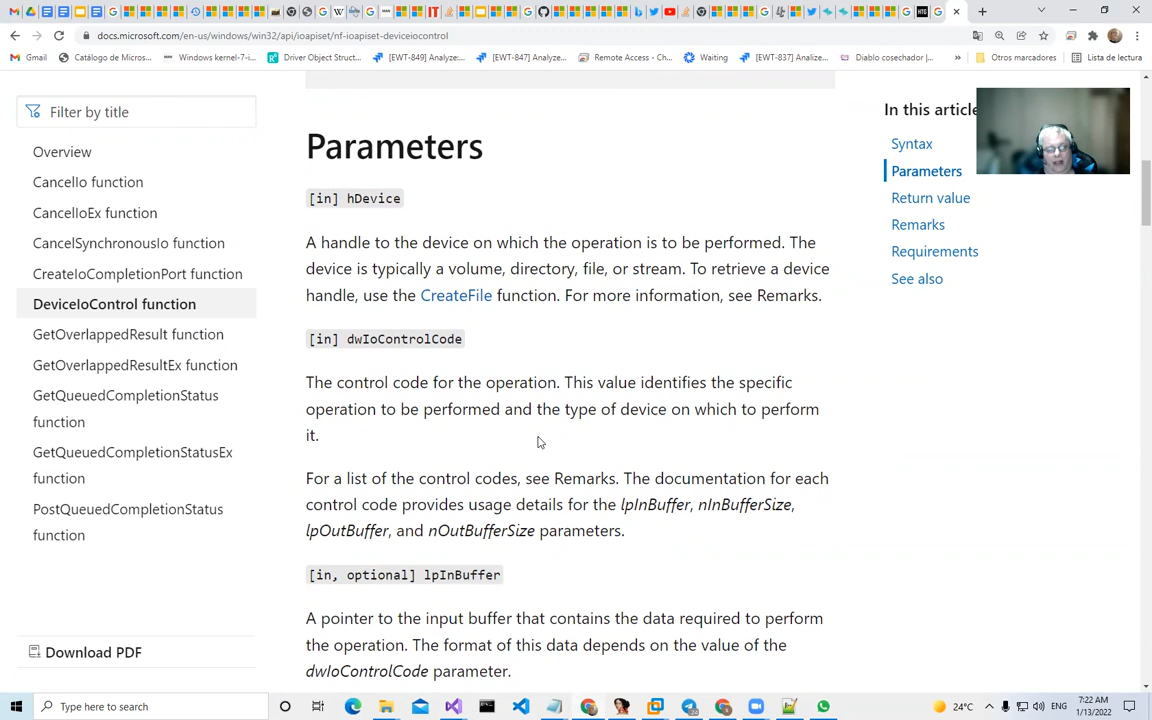 docs.microsoft.com/en-us/windows/win32/api/ioapiset/nf-ioapiset-deviceiocontrol
Gmail
Catálogo de Micros...
Windows kernel-7-i...
Driver Object Struct...
[EWT-849] Analyze:...
[EWT-847] Analyze...
Remote Access - Ch...
Waiting
[EWT-837] Analize...
Diablo cosechador |...
»
Otros marcadores
Lista de lectura
Filter by title
Overview
CancelIo function
CancelIoEx function
CancelSynchronousIo function
CreateIoCompletionPort function
DeviceIoControl function
GetOverlappedResult function
GetOverlappedResultEx function
GetQueuedCompletionStatus
function
GetQueuedCompletionStatusEx
function
PostQueuedCompletionStatus
function
Download PDF
Parameters
[in] hDevice
A handle to the device on which the operation is to be performed. The
device is typically a volume, directory, file, or stream. To retrieve a device
handle, use the CreateFile function. For more information, see Remarks.
[in] dwIoControlCode
The control code for the operation. This value identifies the specific
operation to be performed and the type of device on which to perform
it.
For a list of the control codes, see Remarks. The documentation for each
control code provides usage details for the lpInBuffer, nInBufferSize,
lpOutBuffer, and nOutBufferSize parameters.
[in, optional] lpInBuffer
A pointer to the input buffer that contains the data required to perform
the operation. The format of this data depends on the value of the
dwIoControlCode parameter.
In this article
Syntax
Parameters
Return value
Remarks
Requirements
See also
Type here to search
24°C
ENG
7:22 AM
1/13/2022